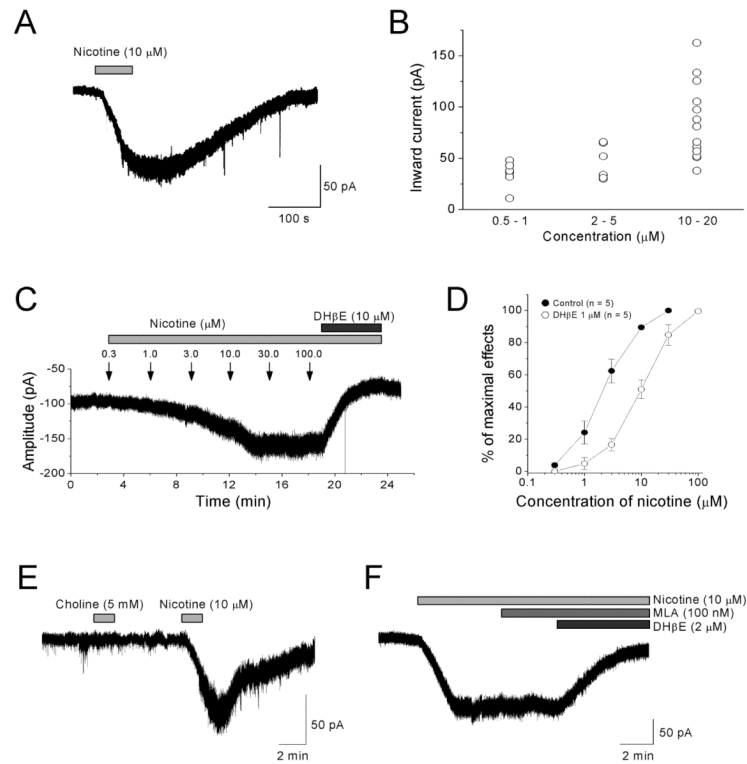 A
Nicotine (10 μM)
50 pA
100 s
B
Inward current (pA)
150
100
50
0
0.5 - 1
2 - 5
10 - 20
Concentration (μM)
C
DHβE (10 μM)
Nicotine (μM)
0.3
1.0
3.0
10.0
30.0
100.0
Amplitude (pA)
-50
-100
-150
-200
0
4
8
12
16
20
24
Time (min)
D
Control (n = 5)
DHβE 1 μM (n = 5)
% of maximal effects
100
80
60
40
20
0
0.1
1
10
100
Concentration of nicotine (μM)
E
Choline (5 mM)
Nicotine (10 μM)
50 pA
2 min
F
Nicotine (10 μM)
MLA (100 nM)
DHβE (2 μM)
50 pA
2 min